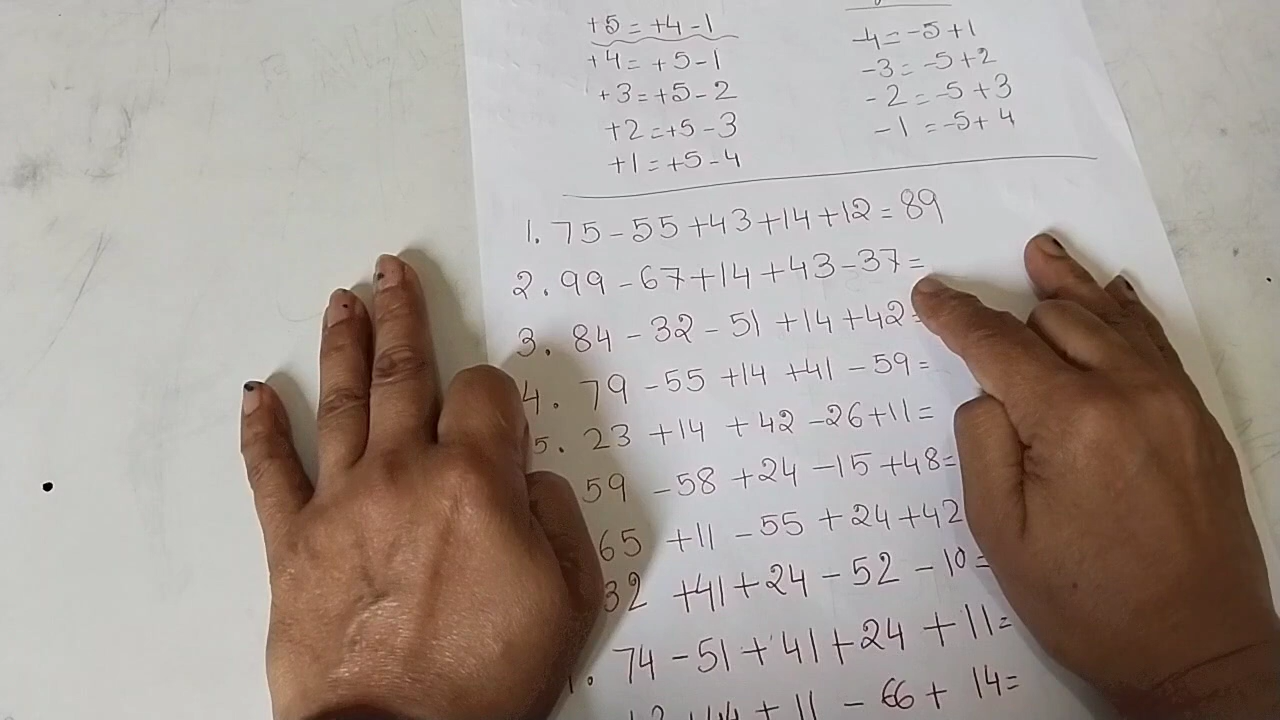 +5 = +4 - 1
+4 = +5 - 1
+3 = +5 - 2
+2 = +5 - 3
+1 = +5 - 4
-4 = -5 + 1
-3 = -5 + 2
-2 = -5 + 3
-1 = -5 + 4
1. 75 - 55 + 43 + 14 + 12 = 89
2. 99 - 67 + 14 + 43 - 37 =
3. 84 - 32 - 51 + 14 + 42 =
4. 79 - 55 + 14 + 41 - 59 =
5. 23 + 14 + 42 - 26 + 11 =
59 - 58 + 24 - 15 + 48 =
65 + 11 - 55 + 24 + 42
32 + 41 + 24 - 52 - 10 =
74 - 51 + 41 + 24 + 11 =
+ 11 - 66 + 14 =